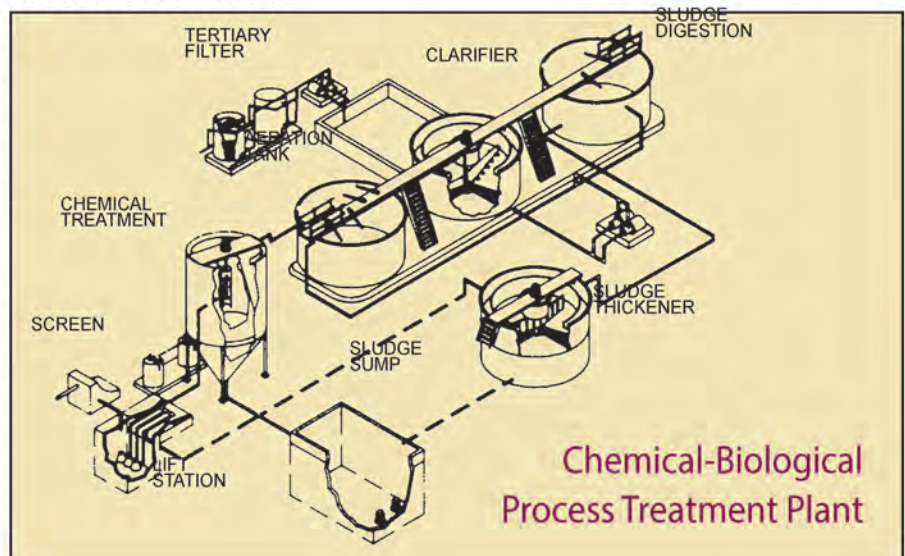 TERTIARY
FILTER
CLARIFIER
SLUDGE
DIGESTION
AERATION
TANK
CHEMICAL
TREATMENT
SCREEN
SLUDGE
SUMP
SLUDGE
THICKENER
LIFT
STATION
Chemical-Biological
Process Treatment Plant